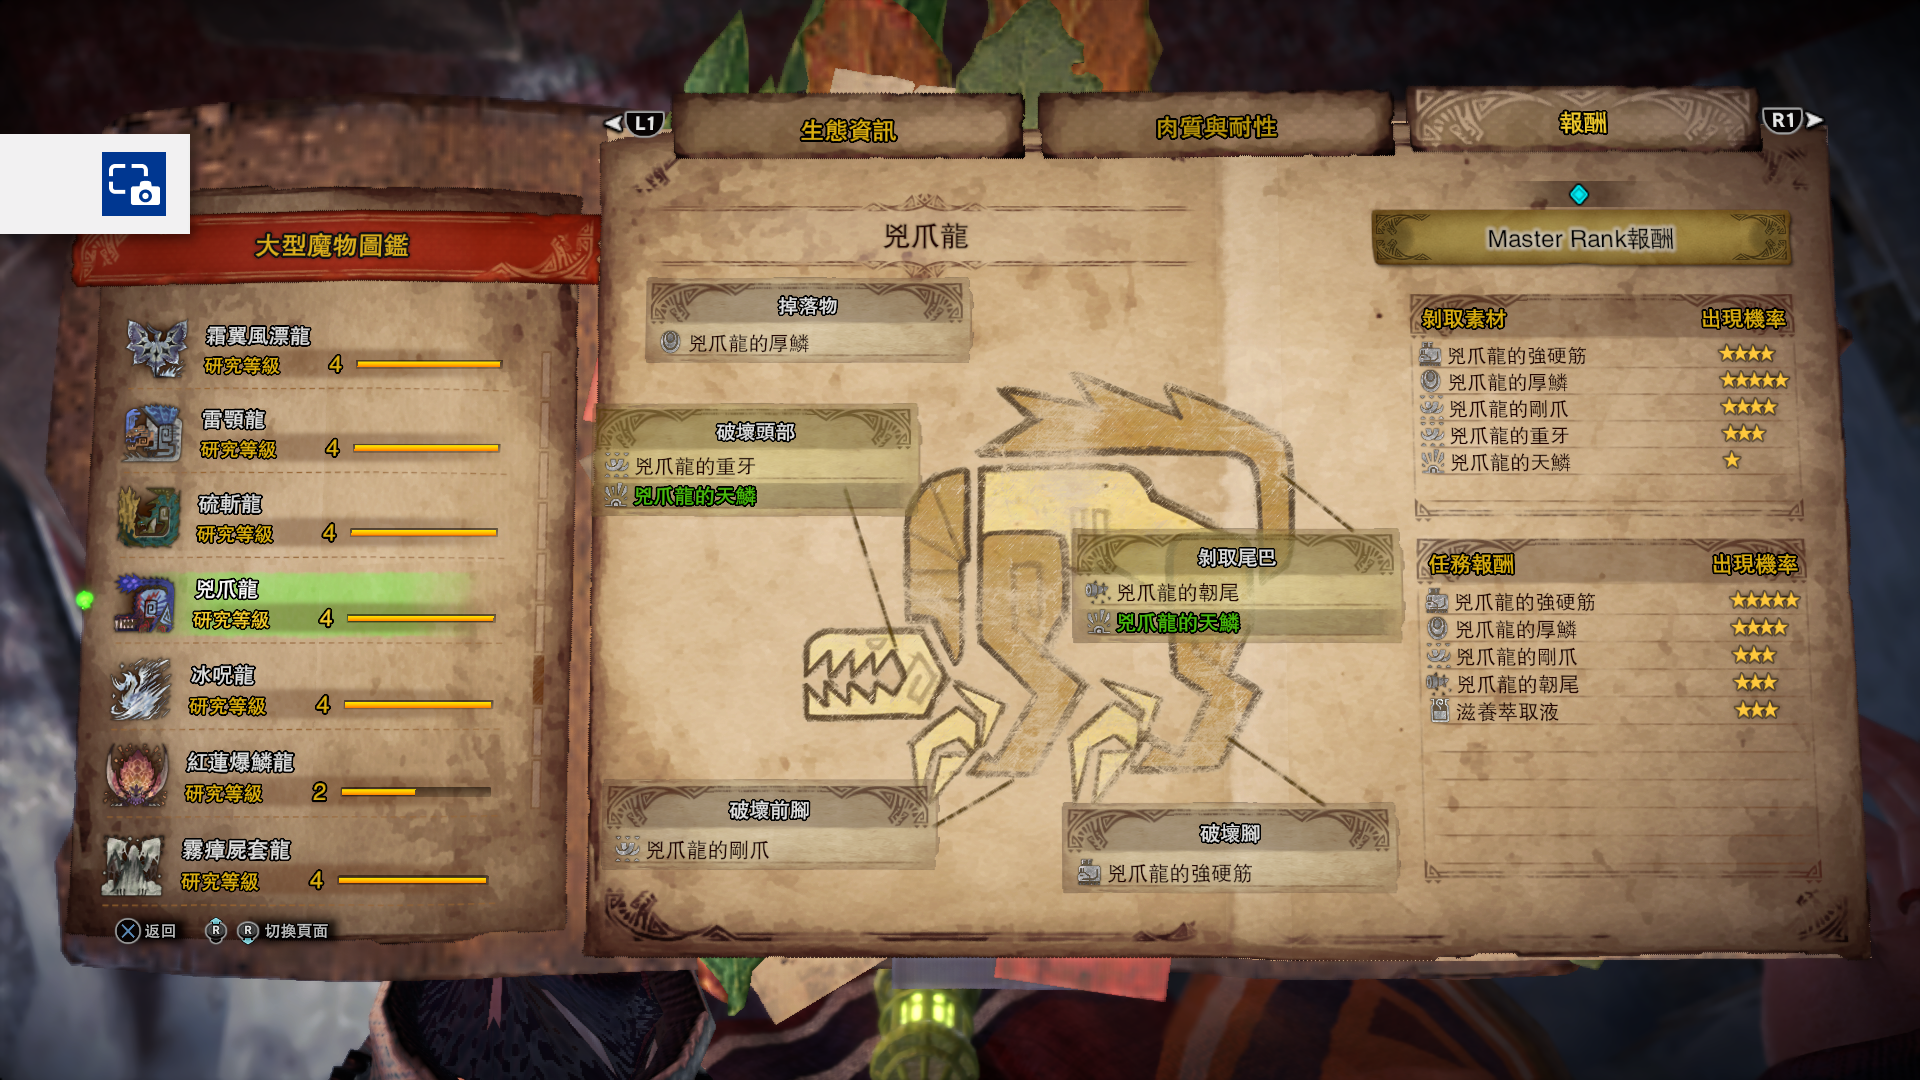 L1
生態資訊
肉質與耐性
報酬
R1
大型魔物圖鑑
霜翼風漂龍
研究等級 4
雷顎龍
研究等級 4
硫斬龍
研究等級 4
兇爪龍
研究等級 4
冰呪龍
研究等級 4
紅蓮爆鱗龍
研究等級 2
霧瘴屍套龍
研究等級 4
返回
R R 切換頁面
兇爪龍
掉落物
兇爪龍的厚鱗
破壞頭部
兇爪龍的重牙
兇爪龍的天鱗
剝取尾巴
兇爪龍的韌尾
兇爪龍的天鱗
破壞前腳
兇爪龍的剛爪
破壞腳
兇爪龍的強硬筋
Master Rank報酬
剝取素材 出現機率
兇爪龍的強硬筋 ★★★★
兇爪龍的厚鱗 ★★★★★
兇爪龍的剛爪 ★★★★
兇爪龍的重牙 ★★★
兇爪龍的天鱗 ★
任務報酬 出現機率
兇爪龍的強硬筋 ★★★★★
兇爪龍的厚鱗 ★★★★
兇爪龍的剛爪 ★★★
兇爪龍的韌尾 ★★★
滋養萃取液 ★★★